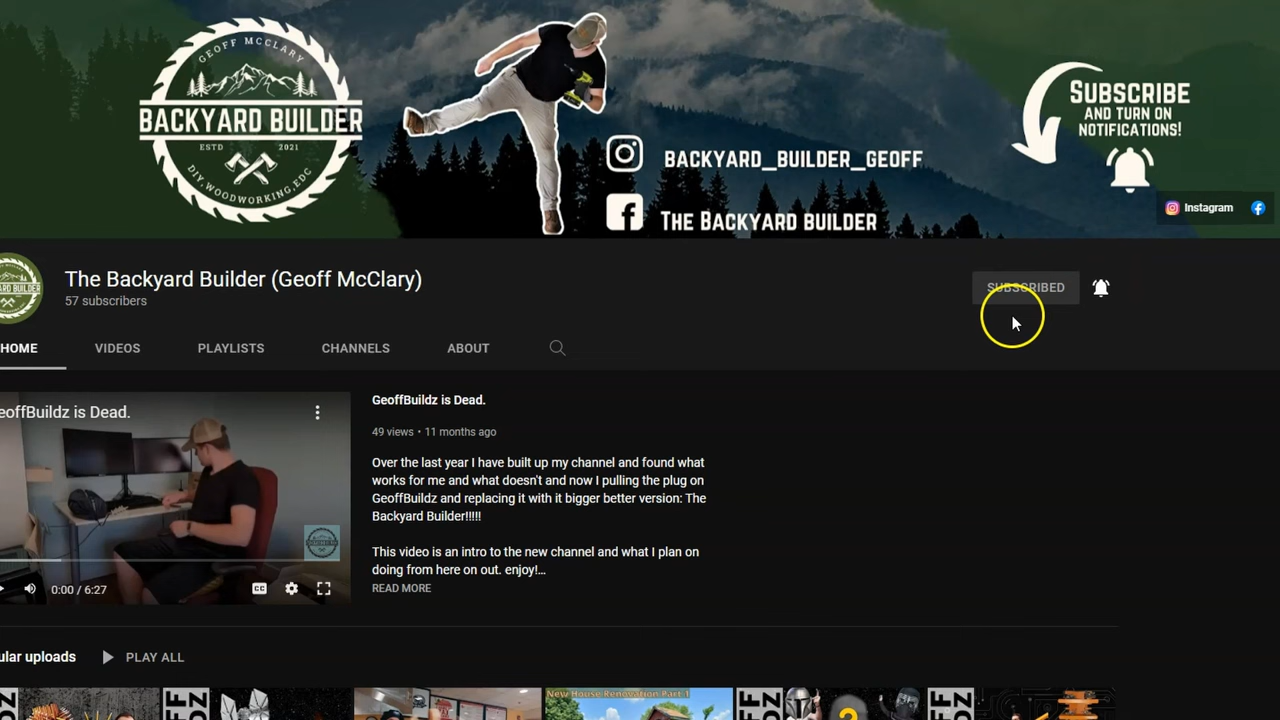 GEOFF MCCLARY
BACKYARD BUILDER
ESTD 2021
DIY, WOODWORKING, EDC
BACKYARD_BUILDER_GEOFF
THE BACKYARD BUILDER
SUBSCRIBE
AND TURN ON
NOTIFICATIONS!
Instagram
The Backyard Builder (Geoff McClary)
57 subscribers
SUBSCRIBED
HOME VIDEOS PLAYLISTS CHANNELS ABOUT
eoffBuildz is Dead.
0:00 / 6:27
CC
GeoffBuildz is Dead.
49 views • 11 months ago
Over the last year I have built up my channel and found what
works for me and what doesn't and now I pulling the plug on
GeoffBuildz and replacing it with it bigger better version: The
Backyard Builder!!!!!
This video is an intro to the new channel and what I plan on
doing from here on out. enjoy!...
READ MORE
ular uploads
PLAY ALL
New House Renovation Part 1